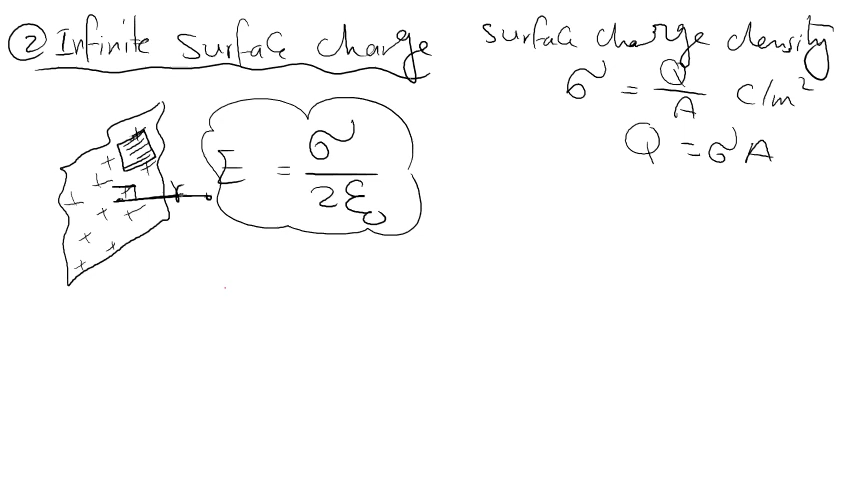 ② Infinite Surface charge
surface charge density
σ = Q/A C/m²
Q = σA
E = σ/2ε₀
r